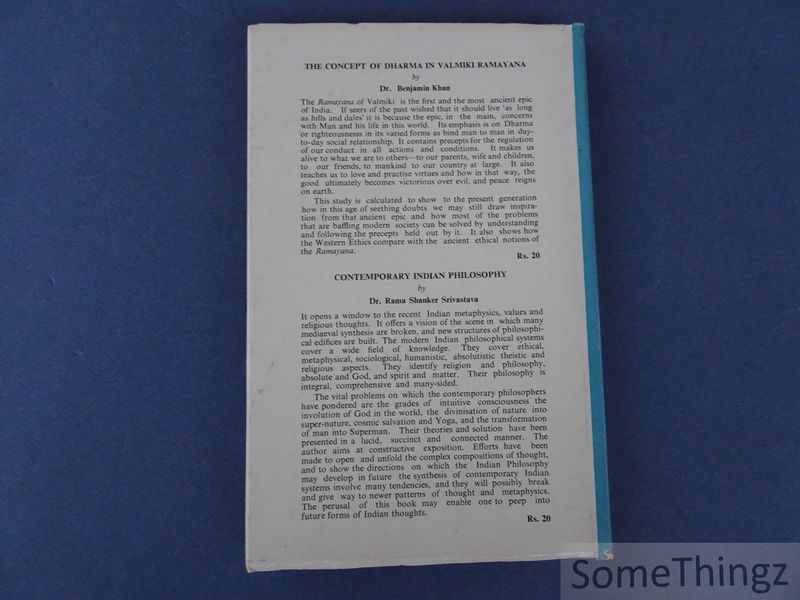 THE CONCEPT OF DHARMA IN VALMIKI RAMAYANA
by
Dr. Benjamin Khan
The Ramayana of Valmiki is the first and the most ancient epic
of India. If seers of the past wished that it should live 'as long
as hills and dales' it is because the epic, in the main, concerns
with Man and his life in this world. Its emphasis is on Dharma
or righteousnesss in its varied forms as bind man to man in day-
to-day social relationship. It contains precepts for the regulation
of our conduct in all actions and conditions. It makes us
alive to what we are to others—to our parents, wife and children,
to our friends, to mankind to our country at large. It also
teaches us to love and practise virtues and how in that way, the
good ultimately becomes victorious over evil, and peace reigns
on earth.
This study is calculated to show to the present generation
how in this age of seething doubts we may still draw inspira-
tion from that ancient epic and how most of the problems
that are baffling modern society can be solved by understanding
and following the precepts held out by it. It also shows how
the Western Ethics compare with the ancient ethical notions of
the Ramayana.
Rs. 20
CONTEMPORARY INDIAN PHILOSOPHY
by
Dr. Rama Shanker Srivastava
It opens a window to the recent Indian metaphysics, values and
religious thoughts. It offers a vision of the scene in which many
mediaeval synthesis are broken, and new structures of philosophi-
cal edifices are built. The modern Indian philosophical systems
cover a wide field of knowledge. They cover ethical,
metaphysical, sociological, humanistic, absolutistic theistic and
religious aspects. They identify religion and philosophy,
absolute and God, and spirit and matter. Their philosophy is
integral, comprehensive and many-sided.
The vital problems on which the contemporary philosophers
have pondered are the grades of intuitive consciousness the
involution of God in the world, the divinisation of nature into
super-nature, cosmic salvation and Yoga, and the transformation
of man into Superman. Their theories and solution have been
presented in a lucid, succinct and connected manner. The
author aims at constructive exposition. Efforts have been
made to open and unfold the complex compositions of thought,
and to show the directions on which the Indian Philosophy
may develop in future the synthesis of contemporary Indian
systems involve many tendencies, and they will possibly break
and give way to newer patterns of thought and metaphysics.
The perusal of this book may enable one to peep into
future forms of Indian thoughts.
Rs. 20
SomeThingz